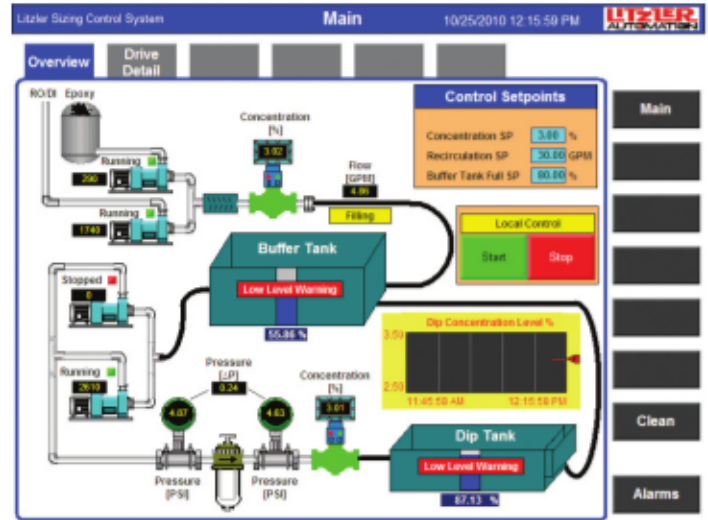 Litzler Sizing Control System
Main
10/25/2010 12:15:59 PM
LITZLER
AUTOMATION
Overview
Drive
Detail
RO/DI
Epoxy
Running
290
Running
1740
Concentration
[%]
3.02
Flow
[GPM]
4.86
Filling
Control Setpoints
Concentration SP 3.00 %
Recirculation SP 30.00 GPM
Buffer Tank Full SP 80.00 %
Local Control
Start
Stop
Buffer Tank
Low Level Warning
55.86 %
Stopped
0
Running
2610
Pressure
[△P]
0.24
4.87
4.63
Pressure
[PSI]
Pressure
[PSI]
Concentration
[%]
3.01
Dip Concentration Level %
3.50
2.50
11:45:58 AM
12:15:58 PM
Dip Tank
Low Level Warning
87.13 %
Main
Clean
Alarms